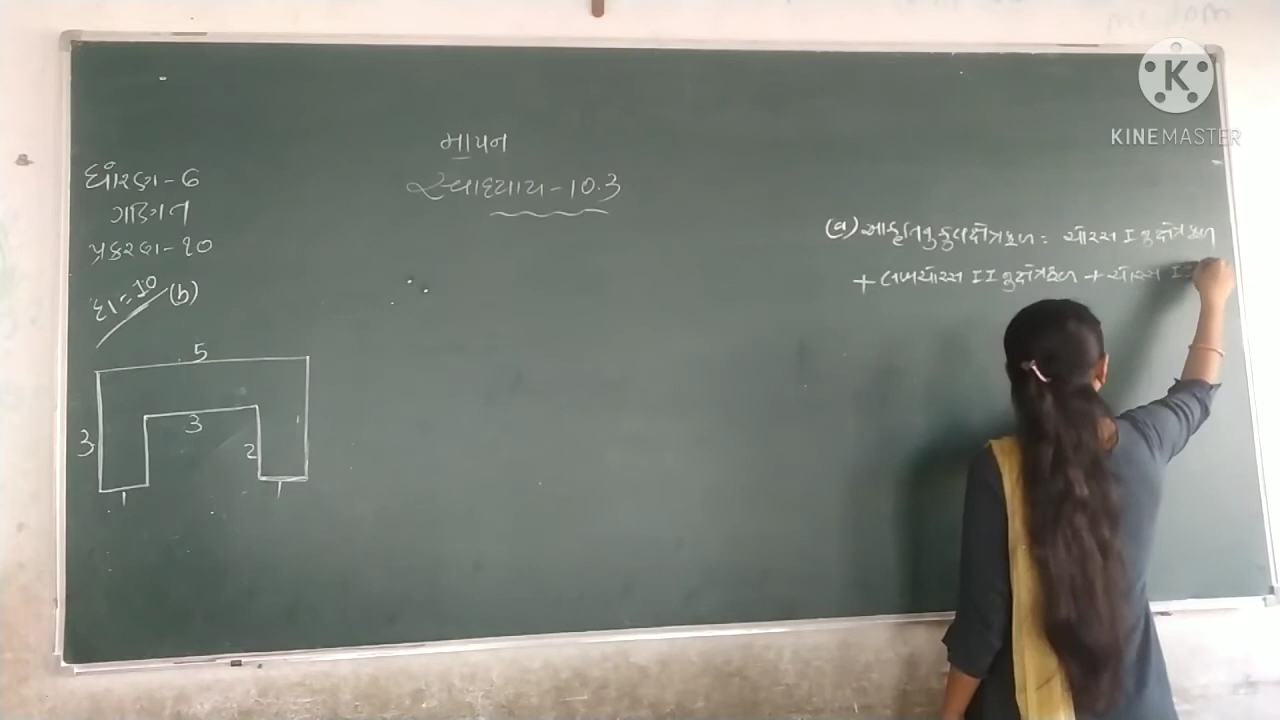 માપન
સ્વાધ્યાય-10.3
ધોરણ-6
ગણિત
પ્રકરણ-10
દા=10 (b)
5
3
3
2
1
1
(a) આકૃતિનું કુલ ક્ષેત્રફળ = ચોરસ I નું ક્ષેત્રફળ
+ લંબચોરસ II નું ક્ષેત્રફળ + ચોરસ
KINEMASTER